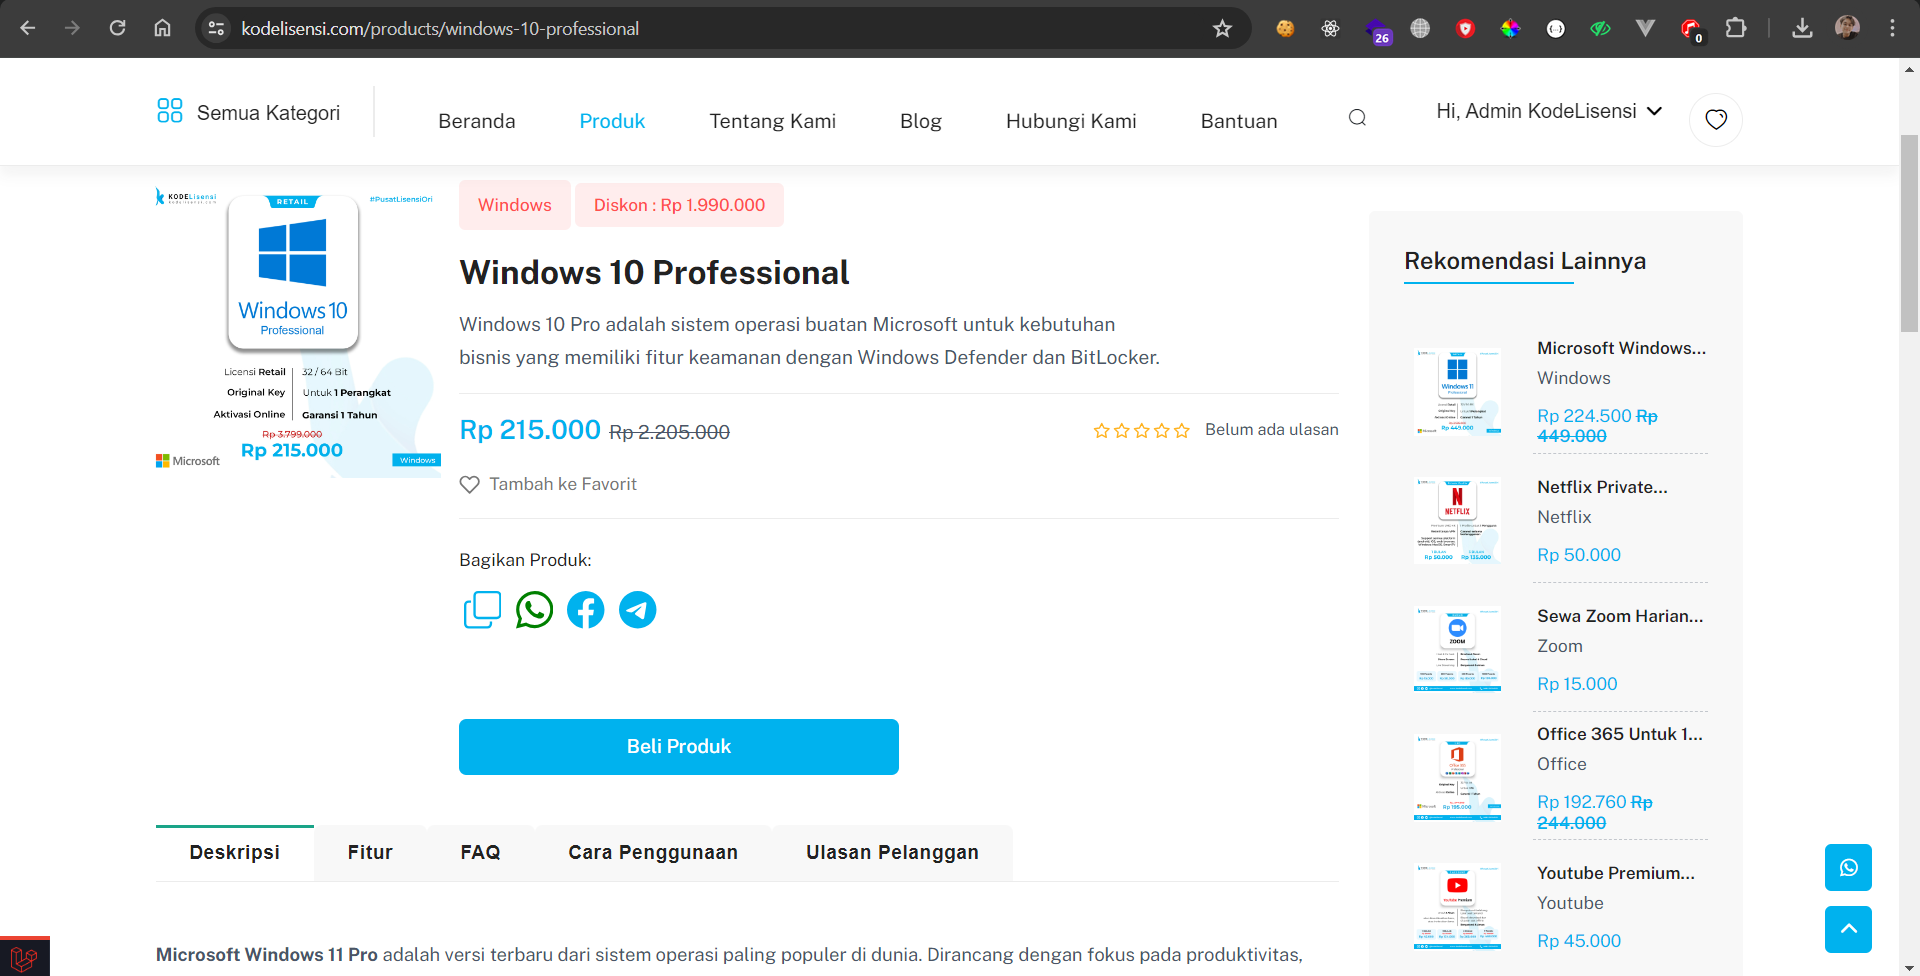 kodelisensi.com/products/windows-10-professional
26
0
Semua Kategori
Beranda
Produk
Tentang Kami
Blog
Hubungi Kami
Bantuan
Hi, Admin KodeLisensi
KODELisensi
#PusatLisensiOri
RETAIL
Windows 10
Professional
Licensi Retail
32 / 64 Bit
Original Key
Untuk 1 Perangkat
Aktivasi Online
Garansi 1 Tahun
Rp 3.799.000
Rp 215.000
Microsoft
Windows
Windows
Diskon : Rp 1.990.000
Windows 10 Professional
Windows 10 Pro adalah sistem operasi buatan Microsoft untuk kebutuhan
bisnis yang memiliki fitur keamanan dengan Windows Defender dan BitLocker.
Rp 215.000 Rp 2.205.000
Belum ada ulasan
Tambah ke Favorit
Bagikan Produk:
Beli Produk
Rekomendasi Lainnya
Windows 11
Microsoft Windows...
Windows
Rp 224.500 Rp
449.000
NETFLIX
Netflix Private...
Netflix
Rp 50.000
ZOOM
Sewa Zoom Harian...
Zoom
Rp 15.000
Office 365 Untuk 1...
Office
Rp 192.760 Rp
244.000
Youtube Premium...
Youtube
Rp 45.000
Deskripsi
Fitur
FAQ
Cara Penggunaan
Ulasan Pelanggan
Microsoft Windows 11 Pro adalah versi terbaru dari sistem operasi paling populer di dunia. Dirancang dengan fokus pada produktivitas,